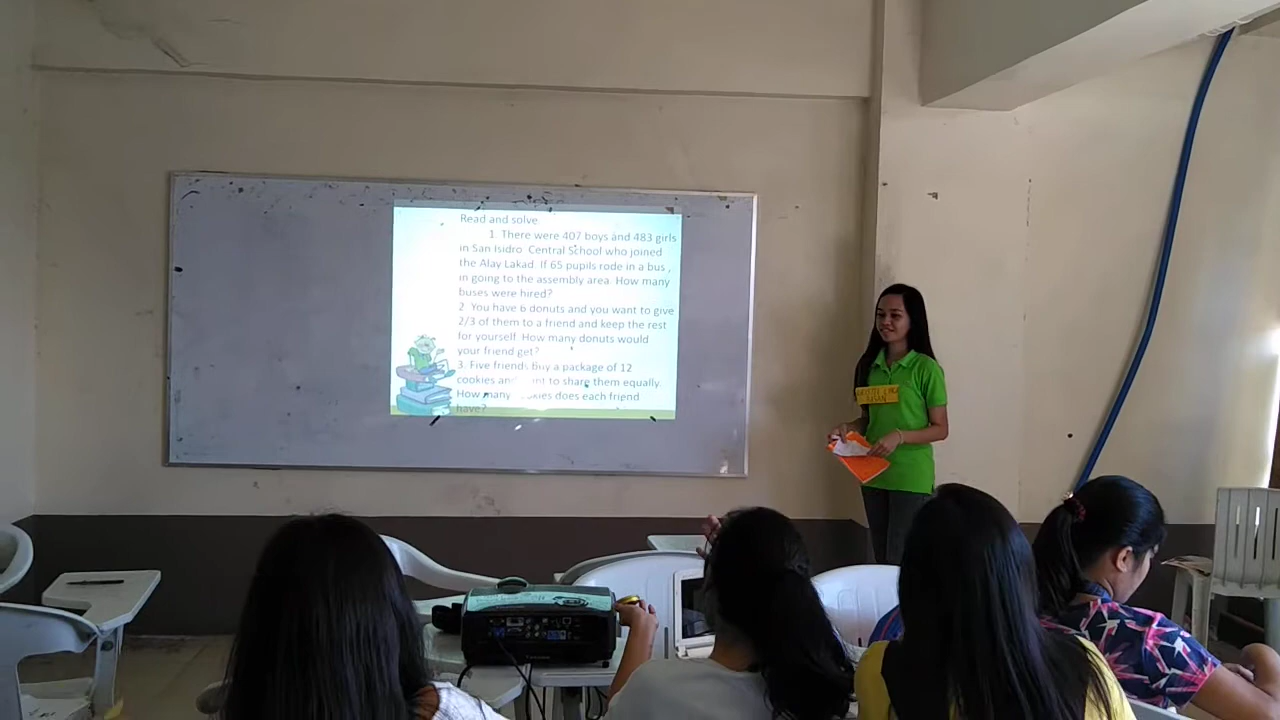 Read and solve.
1. There were 407 boys and 483 girls
in San Isidro Central School who joined
the Alay Lakad. If 65 pupils rode in a bus ,
in going to the assembly area. How many
buses were hired?
2 You have 6 donuts and you want to give
2/3 of them to a friend and keep the rest
for yourself. How many donuts would
your friend get?
3. Five friends buy a package of 12
cookies and to share them equally.
How many does each friend
have?